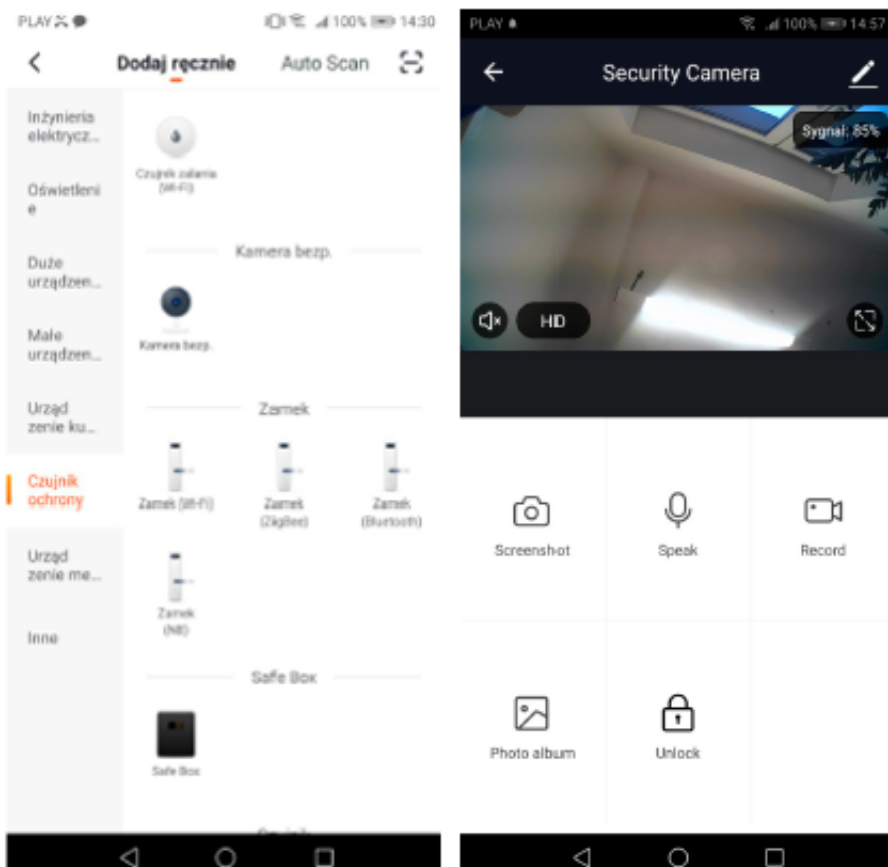 PLAY
100% 14:30
Dodaj ręcznie Auto Scan
Inżynieria
elektrycz...
Oświetleni
e
Duże
urządzen...
Małe
urządzen...
Urząd
zenie ku...
Czujnik
ochrony
Urząd
zenie me...
Inne
Czujnik zalania
(Wi-Fi)
Kamera bezp.
Kamera bezp.
Zamek
Zamek (Wi-Fi)
Zamek
(ZigBee)
Zamek
(Bluetooth)
Zamek
(NB)
Safe Box
Safe Box
PLAY
100% 14:57
Security Camera
Sygnał: 85%
HD
Screenshot
Speak
Record
Photo album
Unlock